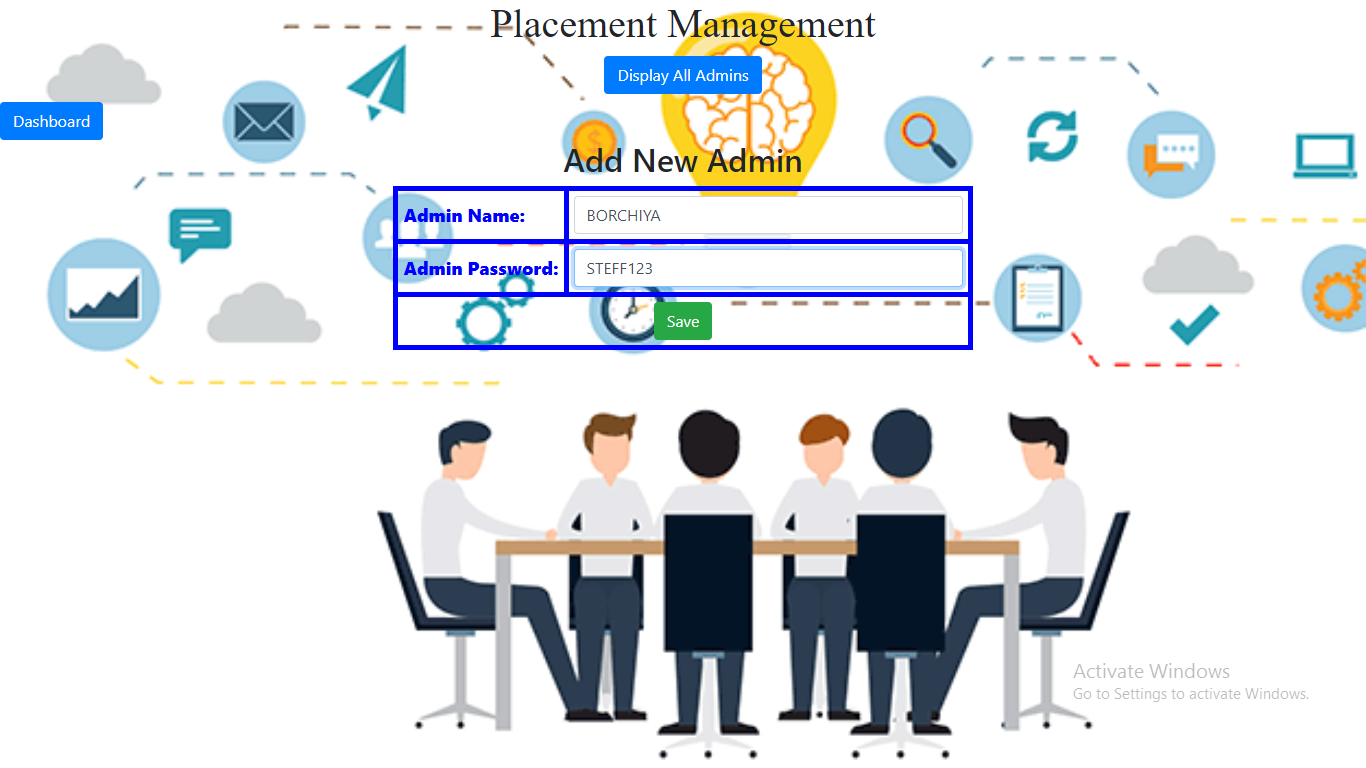 Placement Management
Display All Admins
Dashboard
Add New Admin
Admin Name: BORCHIYA
Admin Password: STEFF123
Save
Activate Windows
Go to Settings to activate Windows.